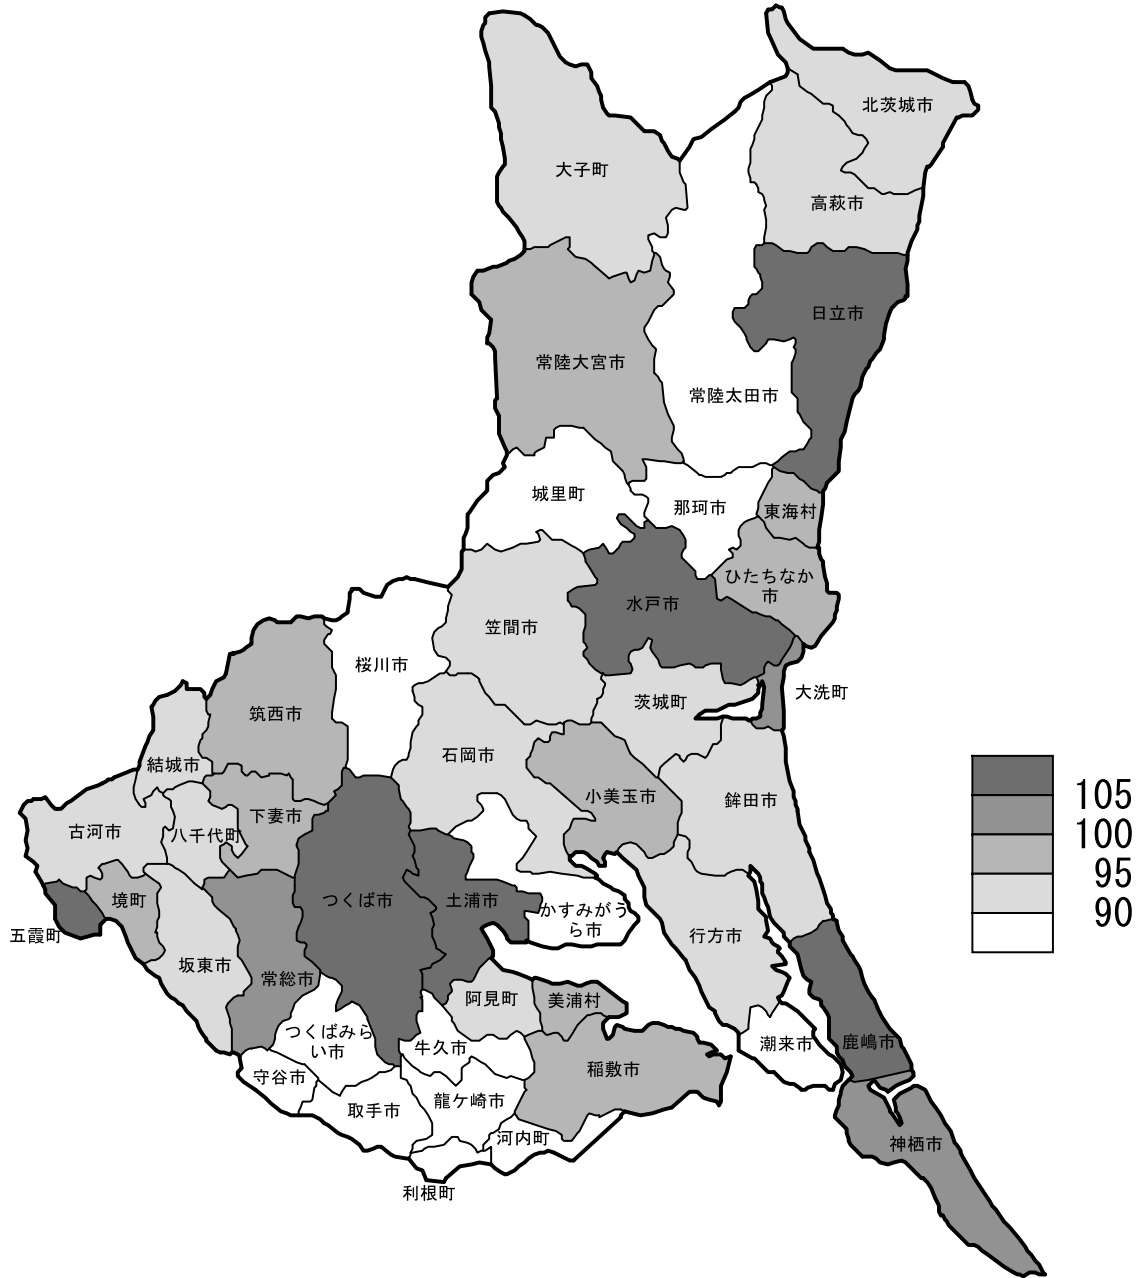 北茨城市
大子町
高萩市
日立市
常陸大宮市
常陸太田市
城里町
那珂市
東海村
ひたちなか
市
水戸市
笠間市
桜川市
茨城町
大洗町
筑西市
石岡市
結城市
小美玉市
鉾田市
下妻市
古河市
八千代町
境町
つくば市
土浦市
かすみがう
ら市
五霞町
行方市
坂東市
常総市
阿見町
美浦村
つくばみら
い市
牛久市
潮来市
鹿嶋市
守谷市
稲敷市
取手市
龍ケ崎市
河内町
神栖市
利根町
105
100
95
90